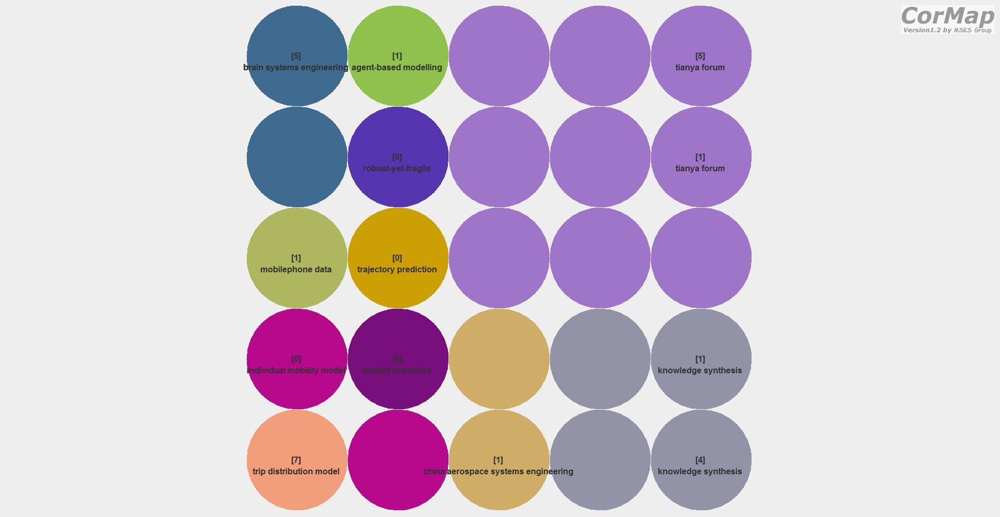 CorMap
Version1.2 by MSKS Group
[5]
brain systems engineering
[1]
agent-based modelling
[5]
tianya forum
[0]
robust-yet-fragile
[1]
tianya forum
[1]
mobilephone data
[0]
trajectory prediction
[0]
individual mobility model
[0]
project supervise
[1]
knowledge synthesis
[7]
trip distribution model
[1]
china aerospace systems engineering
[4]
knowledge synthesis